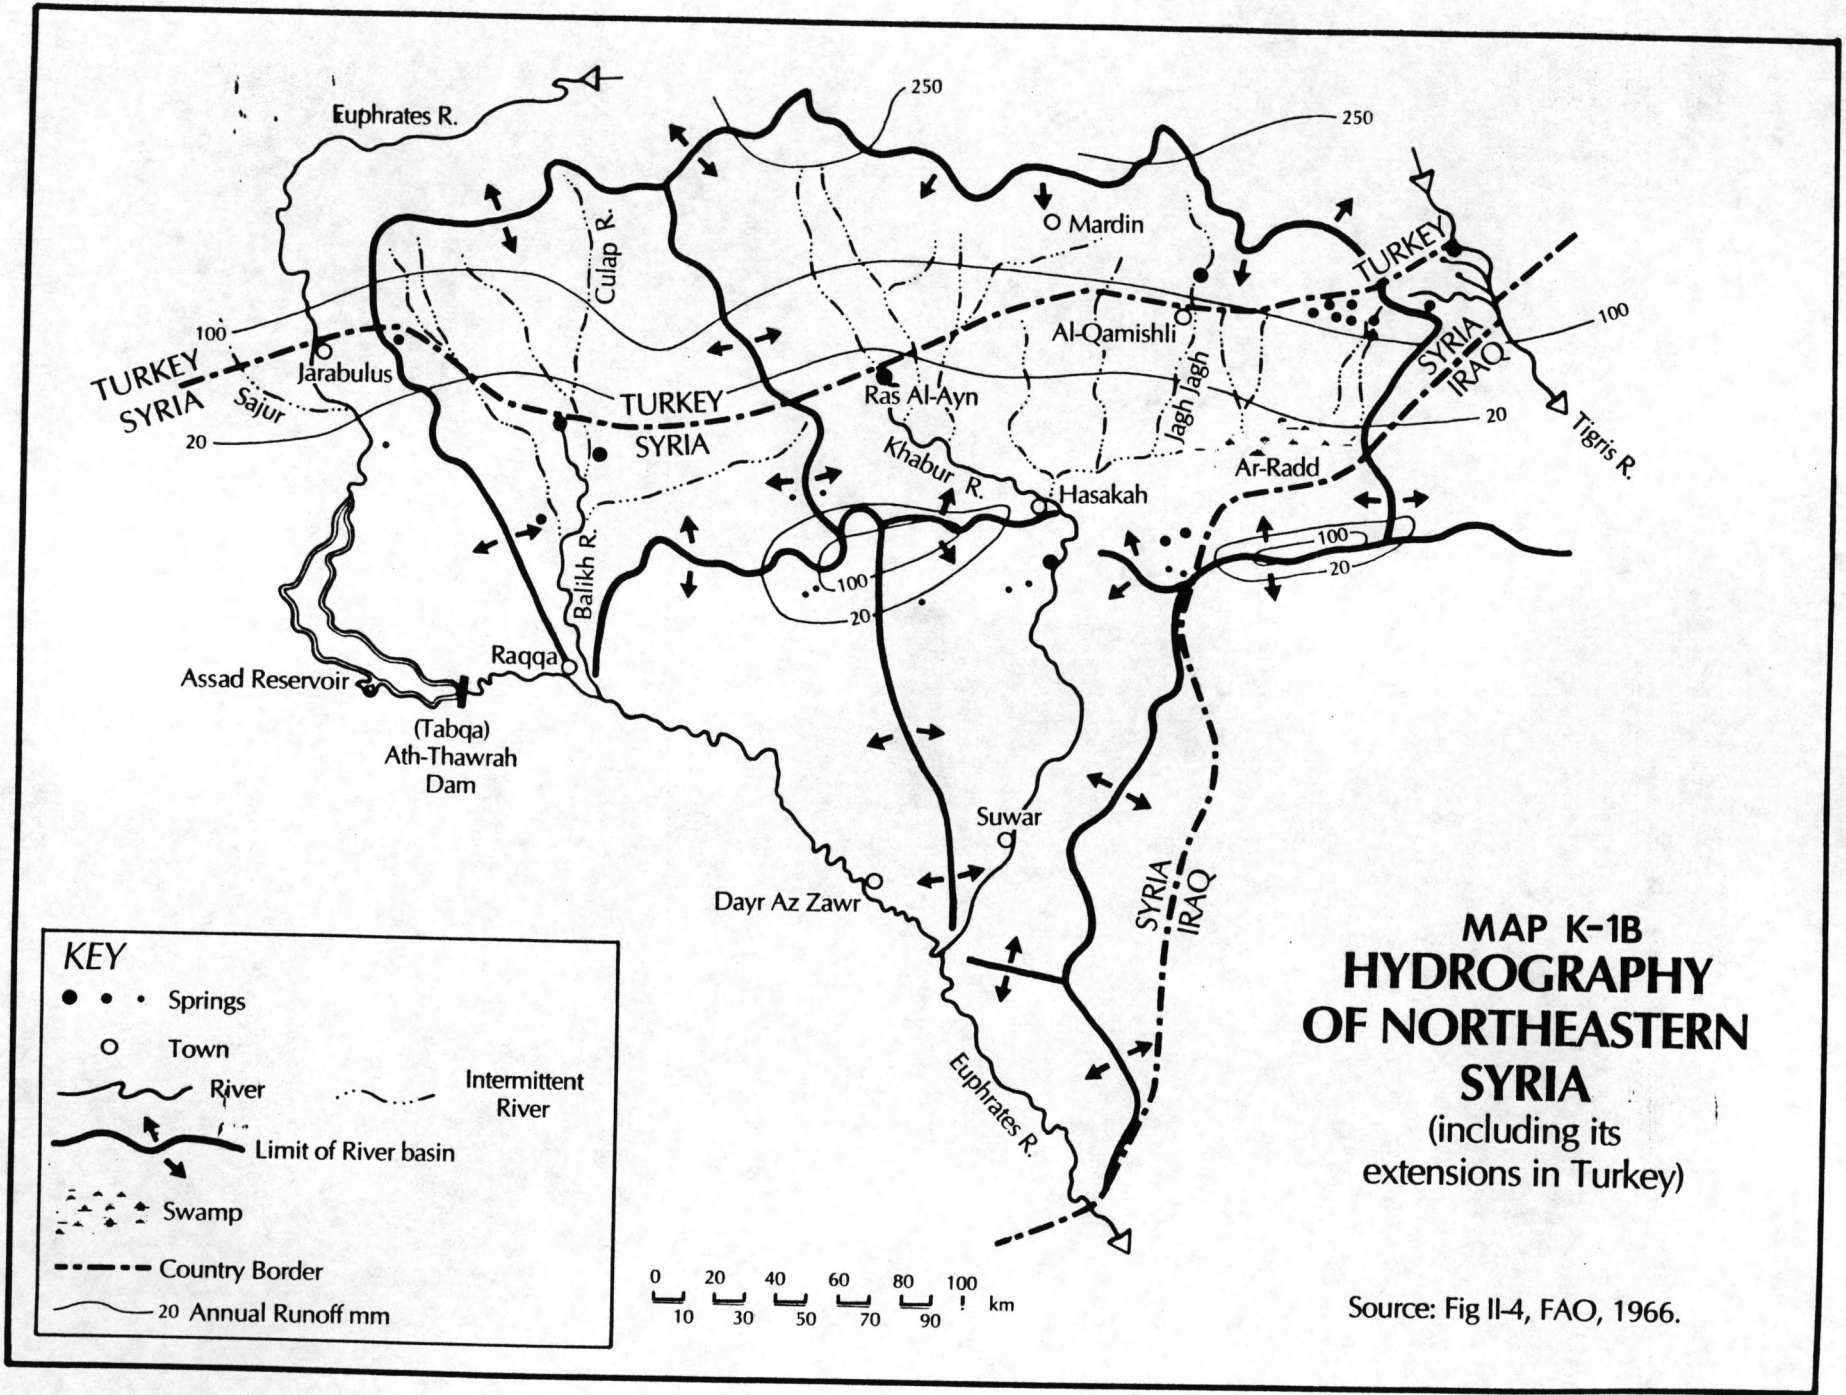 Euphrates R.
250
250
Culap R.
Mardin
TURKEY
100
100
TURKEY
SYRIA
Jarabulus
Sajur
20
Al-Qamishli
Jagh Jagh
SYRIA
IRAQ
Tigris R.
TURKEY
SYRIA
Ras Al-Ayn
20
Khabur R.
Ar-Radd
Hasakah
Balikh R.
100
20
100
20
Raqqa
Assad Reservoir
(Tabqa)
Ath-Thawrah
Dam
Suwar
Dayr Az Zawr
SYRIA
IRAQ
Euphrates R.
KEY
Springs
Town
River
Intermittent
River
Limit of River basin
Swamp
Country Border
20 Annual Runoff mm
0 20 40 60 80 100
km
10 30 50 70 90
MAP K-1B
HYDROGRAPHY
OF NORTHEASTERN
SYRIA
(including its
extensions in Turkey)
Source: Fig II-4, FAO, 1966.